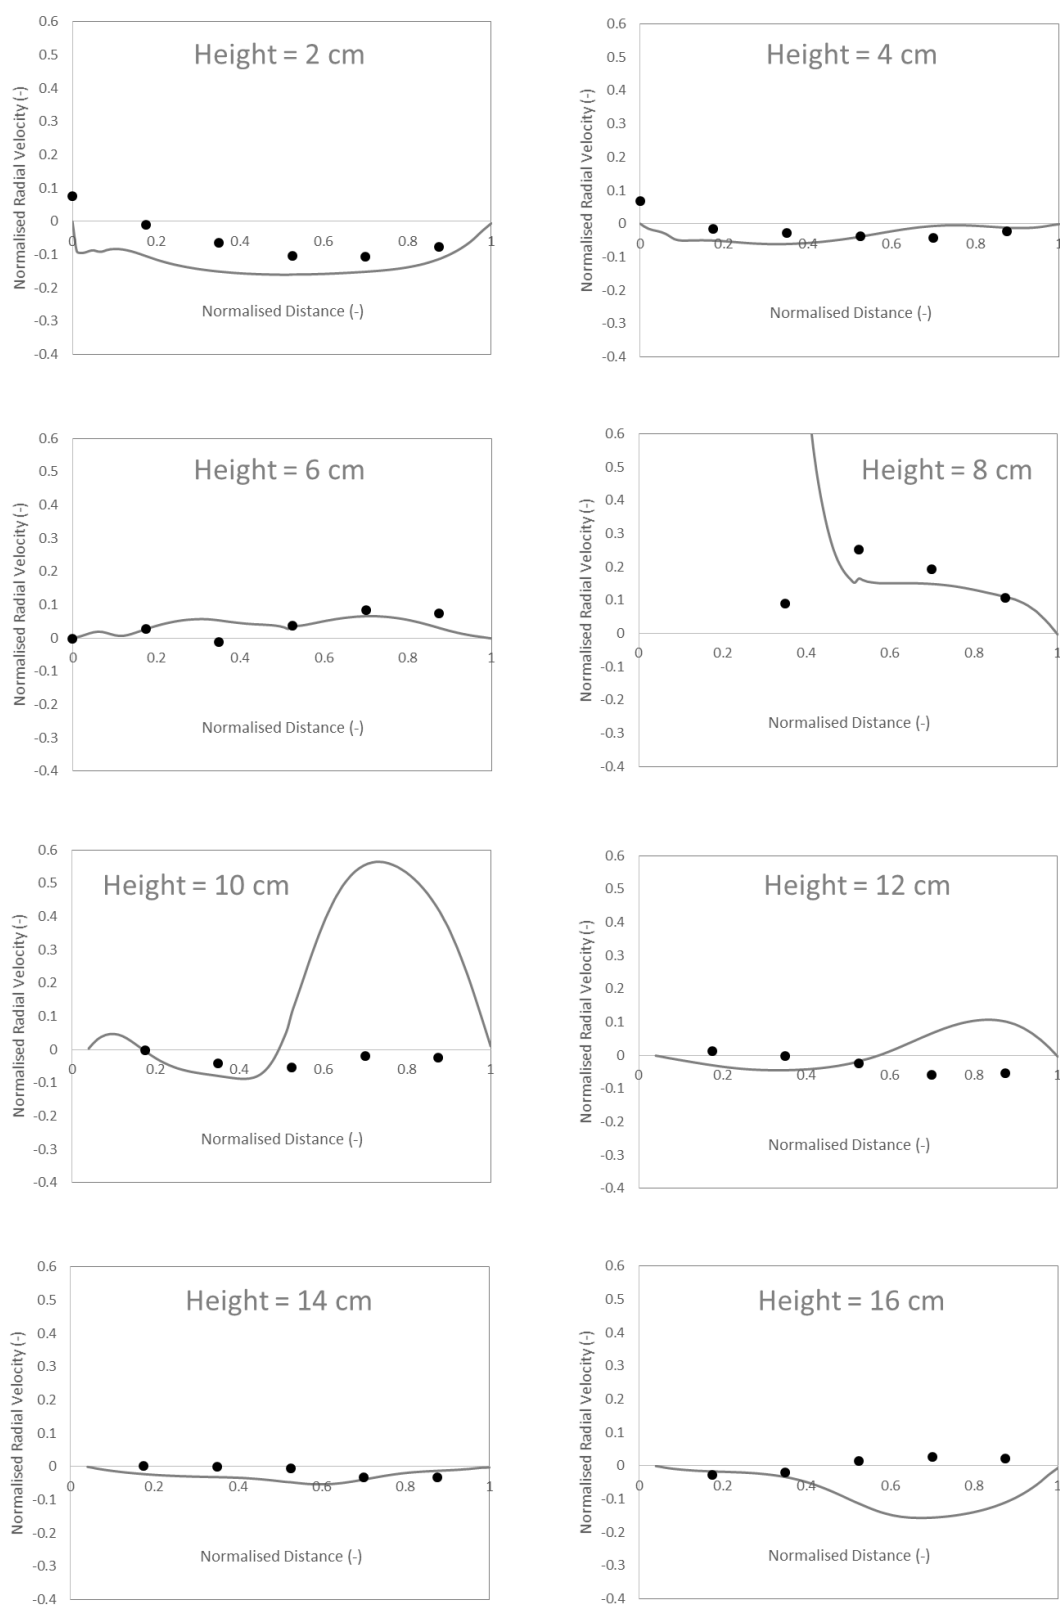 Height = 2 cm
Normalised Radial Velocity (-)
0.6
0.5
0.4
0.3
0.2
0.1
0
-0.1
-0.2
-0.3
-0.4
0 0.2 0.4 0.6 0.8 1
Normalised Distance (-)
Height = 4 cm
Normalised Radial Velocity (-)
0.6
0.5
0.4
0.3
0.2
0.1
0
-0.1
-0.2
-0.3
-0.4
0 0.2 0.4 0.6 0.8 1
Normalised Distance (-)
Height = 6 cm
Normalised Radial Velocity (-)
0.6
0.5
0.4
0.3
0.2
0.1
0
-0.1
-0.2
-0.3
-0.4
0 0.2 0.4 0.6 0.8 1
Normalised Distance (-)
Height = 8 cm
Normalised Radial Velocity (-)
0.6
0.5
0.4
0.3
0.2
0.1
0
-0.1
-0.2
-0.3
-0.4
0 0.2 0.4 0.6 0.8 1
Normalised Distance (-)
Height = 10 cm
Normalised Radial Velocity (-)
0.6
0.5
0.4
0.3
0.2
0.1
0
-0.1
-0.2
-0.3
-0.4
0 0.2 0.4 0.6 0.8 1
Normalised Distance (-)
Height = 12 cm
Normalised Radial Velocity (-)
0.6
0.5
0.4
0.3
0.2
0.1
0
-0.1
-0.2
-0.3
-0.4
0 0.2 0.4 0.6 0.8 1
Normalised Distance (-)
Height = 14 cm
Normalised Radial Velocity (-)
0.6
0.5
0.4
0.3
0.2
0.1
0
-0.1
-0.2
-0.3
-0.4
0 0.2 0.4 0.6 0.8 1
Normalised Distance (-)
Height = 16 cm
Normalised Radial Velocity (-)
0.6
0.5
0.4
0.3
0.2
0.1
0
-0.1
-0.2
-0.3
-0.4
0 0.2 0.4 0.6 0.8 1
Normalised Distance (-)